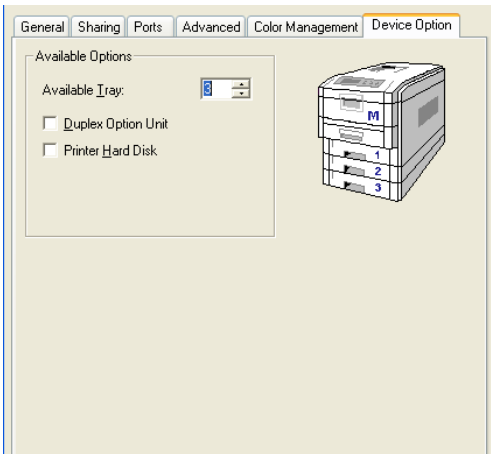 General Sharing Ports Advanced Color Management Device Option
Available Options
Available Tray: 3
Duplex Option Unit
Printer Hard Disk
M
1
2
3